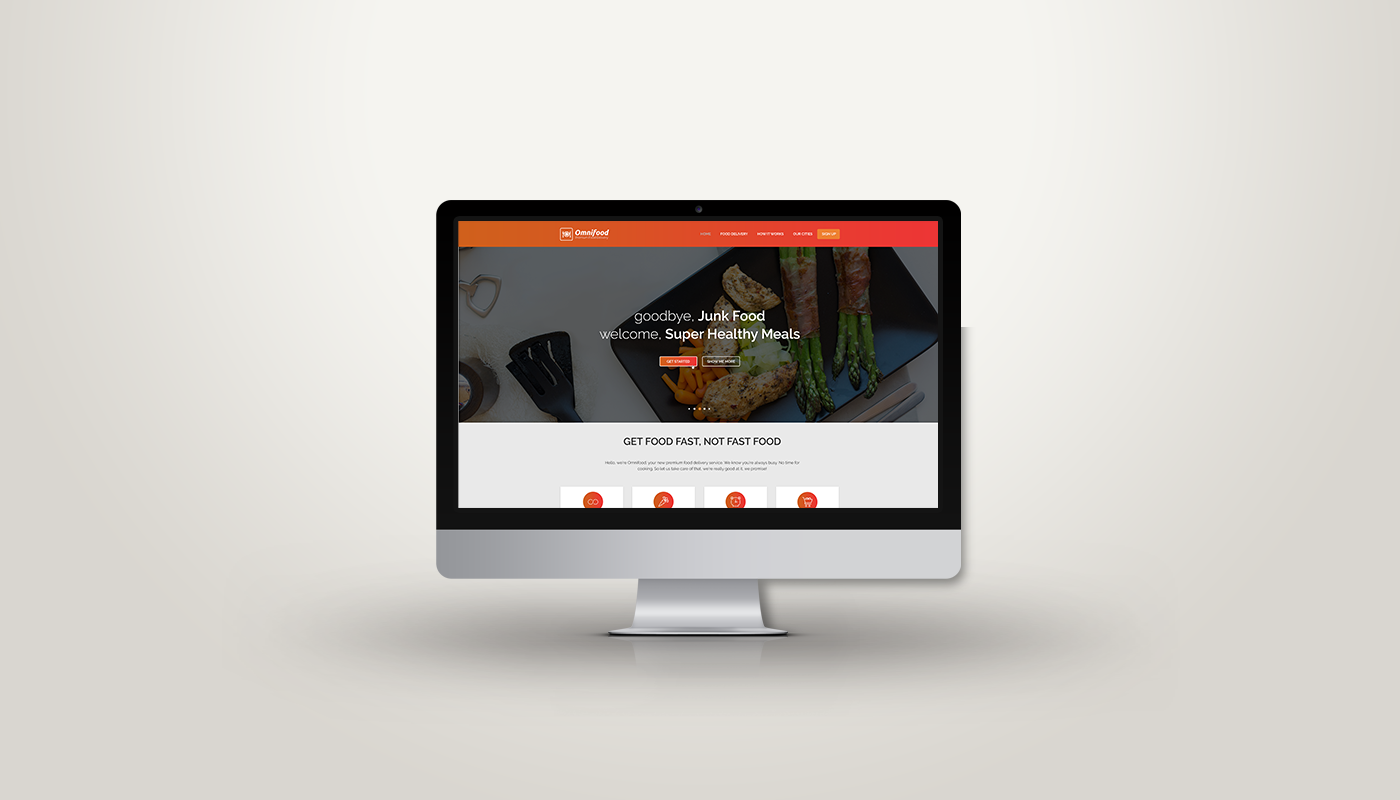 Omnifood
HOME
FOOD DELIVERY
HOW IT WORKS
OUR CITIES
SIGN UP
goodbye, Junk Food
welcome, Super Healthy Meals
GET STARTED
SHOW ME MORE
GET FOOD FAST, NOT FAST FOOD
Hello, we're Omnifood, your new premium food delivery service. We know you're always busy. No time for
cooking. So let us take care of that, we're really good at it, we promise!